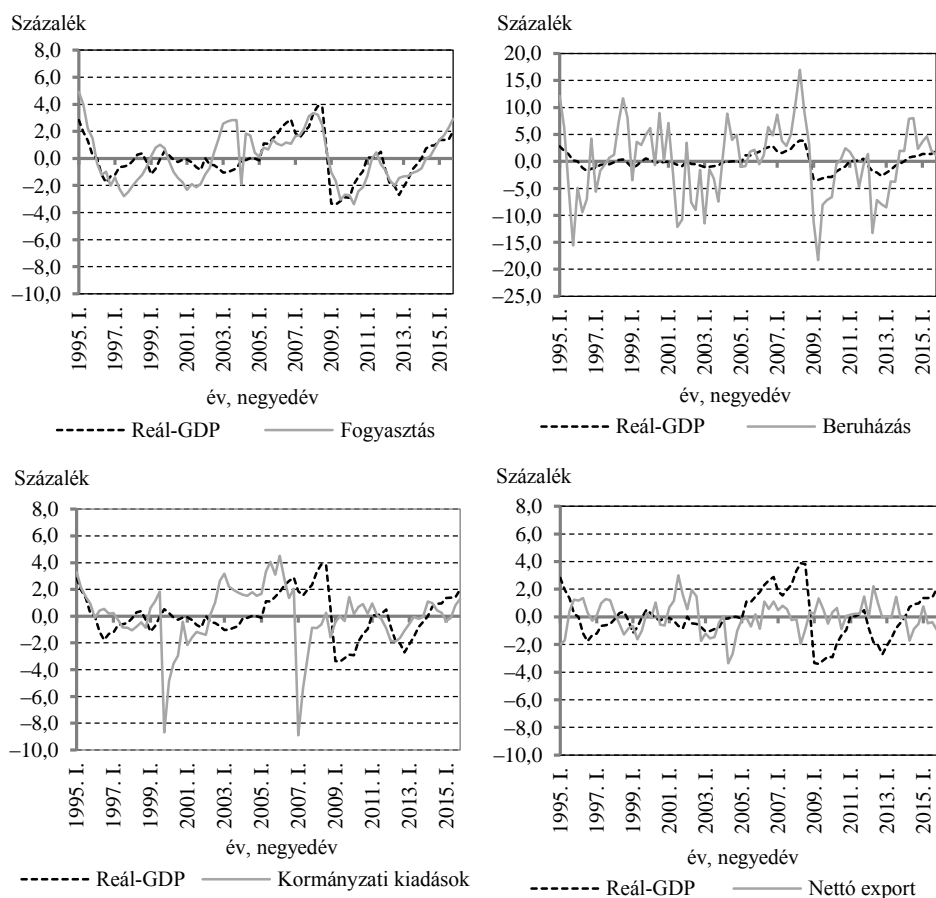 Százalék
8,0
6,0
4,0
2,0
0,0
–2,0
–4,0
–6,0
–8,0
–10,0
1995. I.
1997. I.
1999. I.
2001. I.
2003. I.
2005. I.
2007. I.
2009. I.
2011. I.
2013. I.
2015. I.
év, negyedév
Reál-GDP
Fogyasztás
Százalék
20,0
15,0
10,0
5,0
0,0
–5,0
–10,0
–15,0
–20,0
–25,0
1995. I.
1997. I.
1999. I.
2001. I.
2003. I.
2005. I.
2007. I.
2009. I.
2011. I.
2013. I.
2015. I.
év, negyedév
Reál-GDP
Beruházás
Százalék
8,0
6,0
4,0
2,0
0,0
–2,0
–4,0
–6,0
–8,0
–10,0
1995. I.
1997. I.
1999. I.
2001. I.
2003. I.
2005. I.
2007. I.
2009. I.
2011. I.
2013. I.
2015. I.
év, negyedév
Reál-GDP
Kormányzati kiadások
Százalék
8,0
6,0
4,0
2,0
0,0
–2,0
–4,0
–6,0
–8,0
–10,0
1995. I.
1997. I.
1999. I.
2001. I.
2003. I.
2005. I.
2007. I.
2009. I.
2011. I.
2013. I.
2015. I.
év, negyedév
Reál-GDP
Nettó export